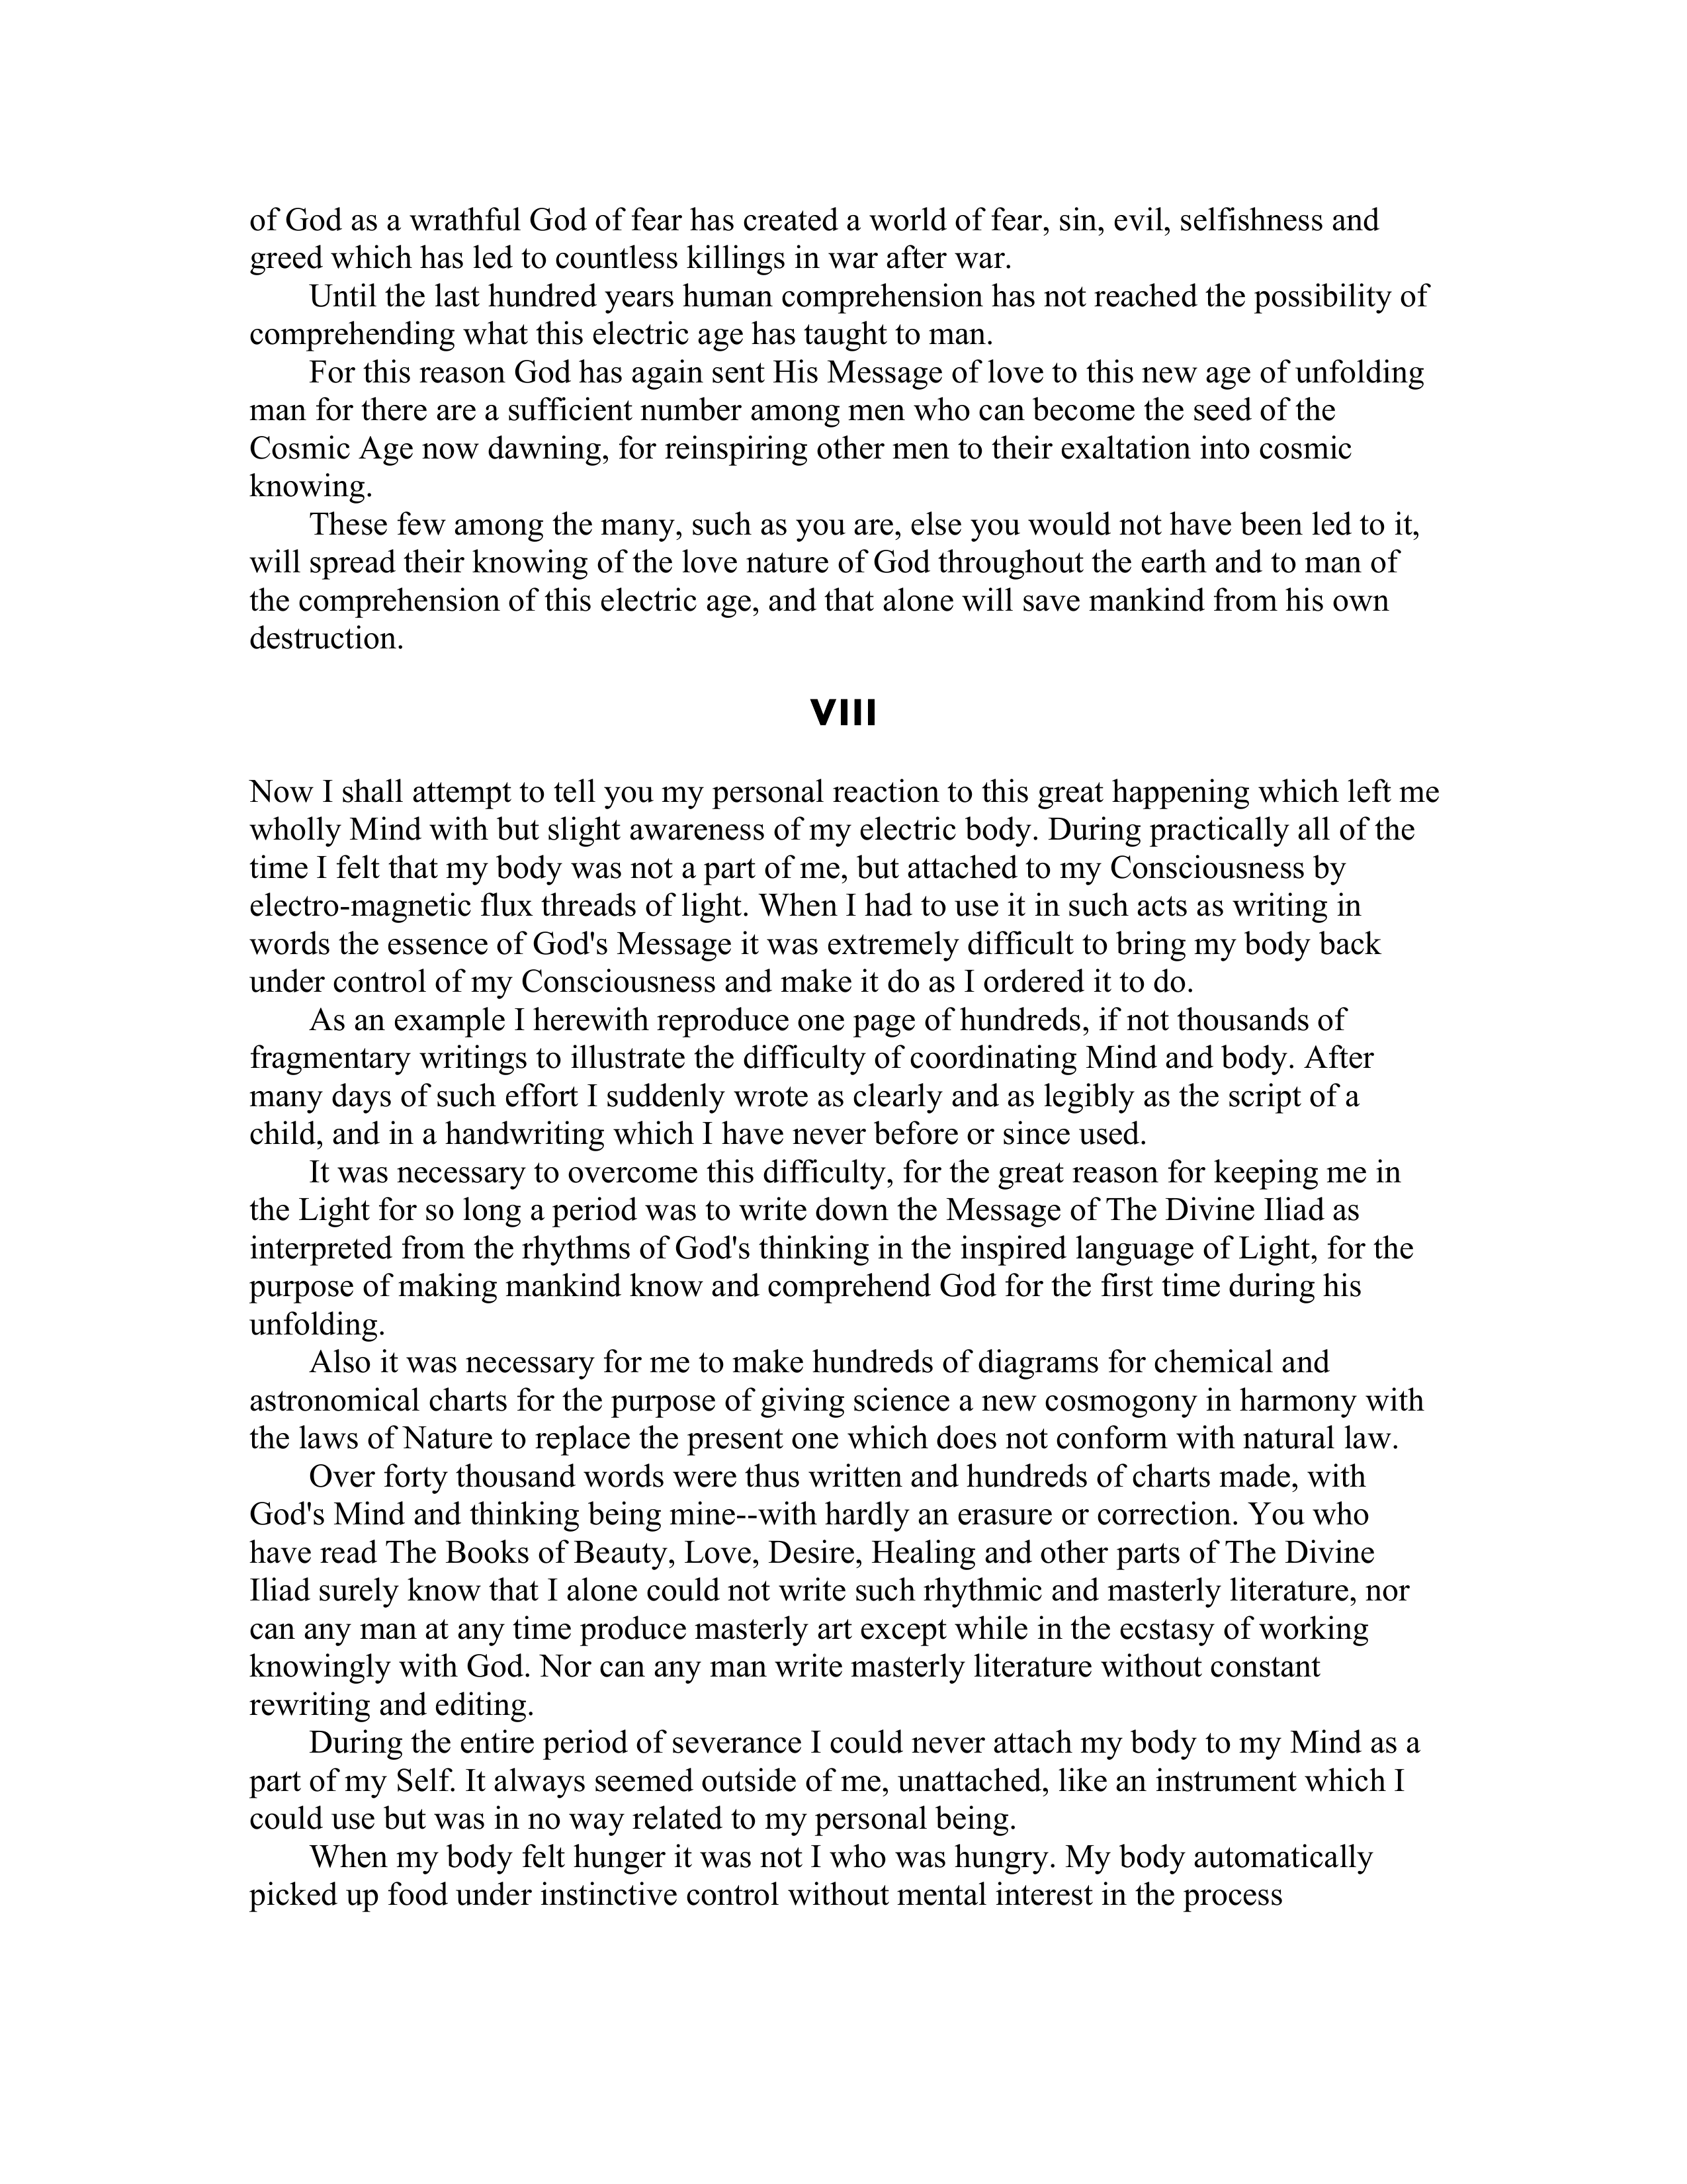 of God as a wrathful God of fear has created a world of fear, sin, evil, selfishness and
greed which has led to countless killings in war after war.
Until the last hundred years human comprehension has not reached the possibility of
comprehending what this electric age has taught to man.
For this reason God has again sent His Message of love to this new age of unfolding
man for there are a sufficient number among men who can become the seed of the
Cosmic Age now dawning, for reinspiring other men to their exaltation into cosmic
knowing.
These few among the many, such as you are, else you would not have been led to it,
will spread their knowing of the love nature of God throughout the earth and to man of
the comprehension of this electric age, and that alone will save mankind from his own
destruction.
VIII
Now I shall attempt to tell you my personal reaction to this great happening which left me
wholly Mind with but slight awareness of my electric body. During practically all of the
time I felt that my body was not a part of me, but attached to my Consciousness by
electro-magnetic flux threads of light. When I had to use it in such acts as writing in
words the essence of God's Message it was extremely difficult to bring my body back
under control of my Consciousness and make it do as I ordered it to do.
As an example I herewith reproduce one page of hundreds, if not thousands of
fragmentary writings to illustrate the difficulty of coordinating Mind and body. After
many days of such effort I suddenly wrote as clearly and as legibly as the script of a
child, and in a handwriting which I have never before or since used.
It was necessary to overcome this difficulty, for the great reason for keeping me in
the Light for so long a period was to write down the Message of The Divine Iliad as
interpreted from the rhythms of God's thinking in the inspired language of Light, for the
purpose of making mankind know and comprehend God for the first time during his
unfolding.
Also it was necessary for me to make hundreds of diagrams for chemical and
astronomical charts for the purpose of giving science a new cosmogony in harmony with
the laws of Nature to replace the present one which does not conform with natural law.
Over forty thousand words were thus written and hundreds of charts made, with
God's Mind and thinking being mine--with hardly an erasure or correction. You who
have read The Books of Beauty, Love, Desire, Healing and other parts of The Divine
Iliad surely know that I alone could not write such rhythmic and masterly literature, nor
can any man at any time produce masterly art except while in the ecstasy of working
knowingly with God. Nor can any man write masterly literature without constant
rewriting and editing.
During the entire period of severance I could never attach my body to my Mind as a
part of my Self. It always seemed outside of me, unattached, like an instrument which I
could use but was in no way related to my personal being.
When my body felt hunger it was not I who was hungry. My body automatically
picked up food under instinctive control without mental interest in the process